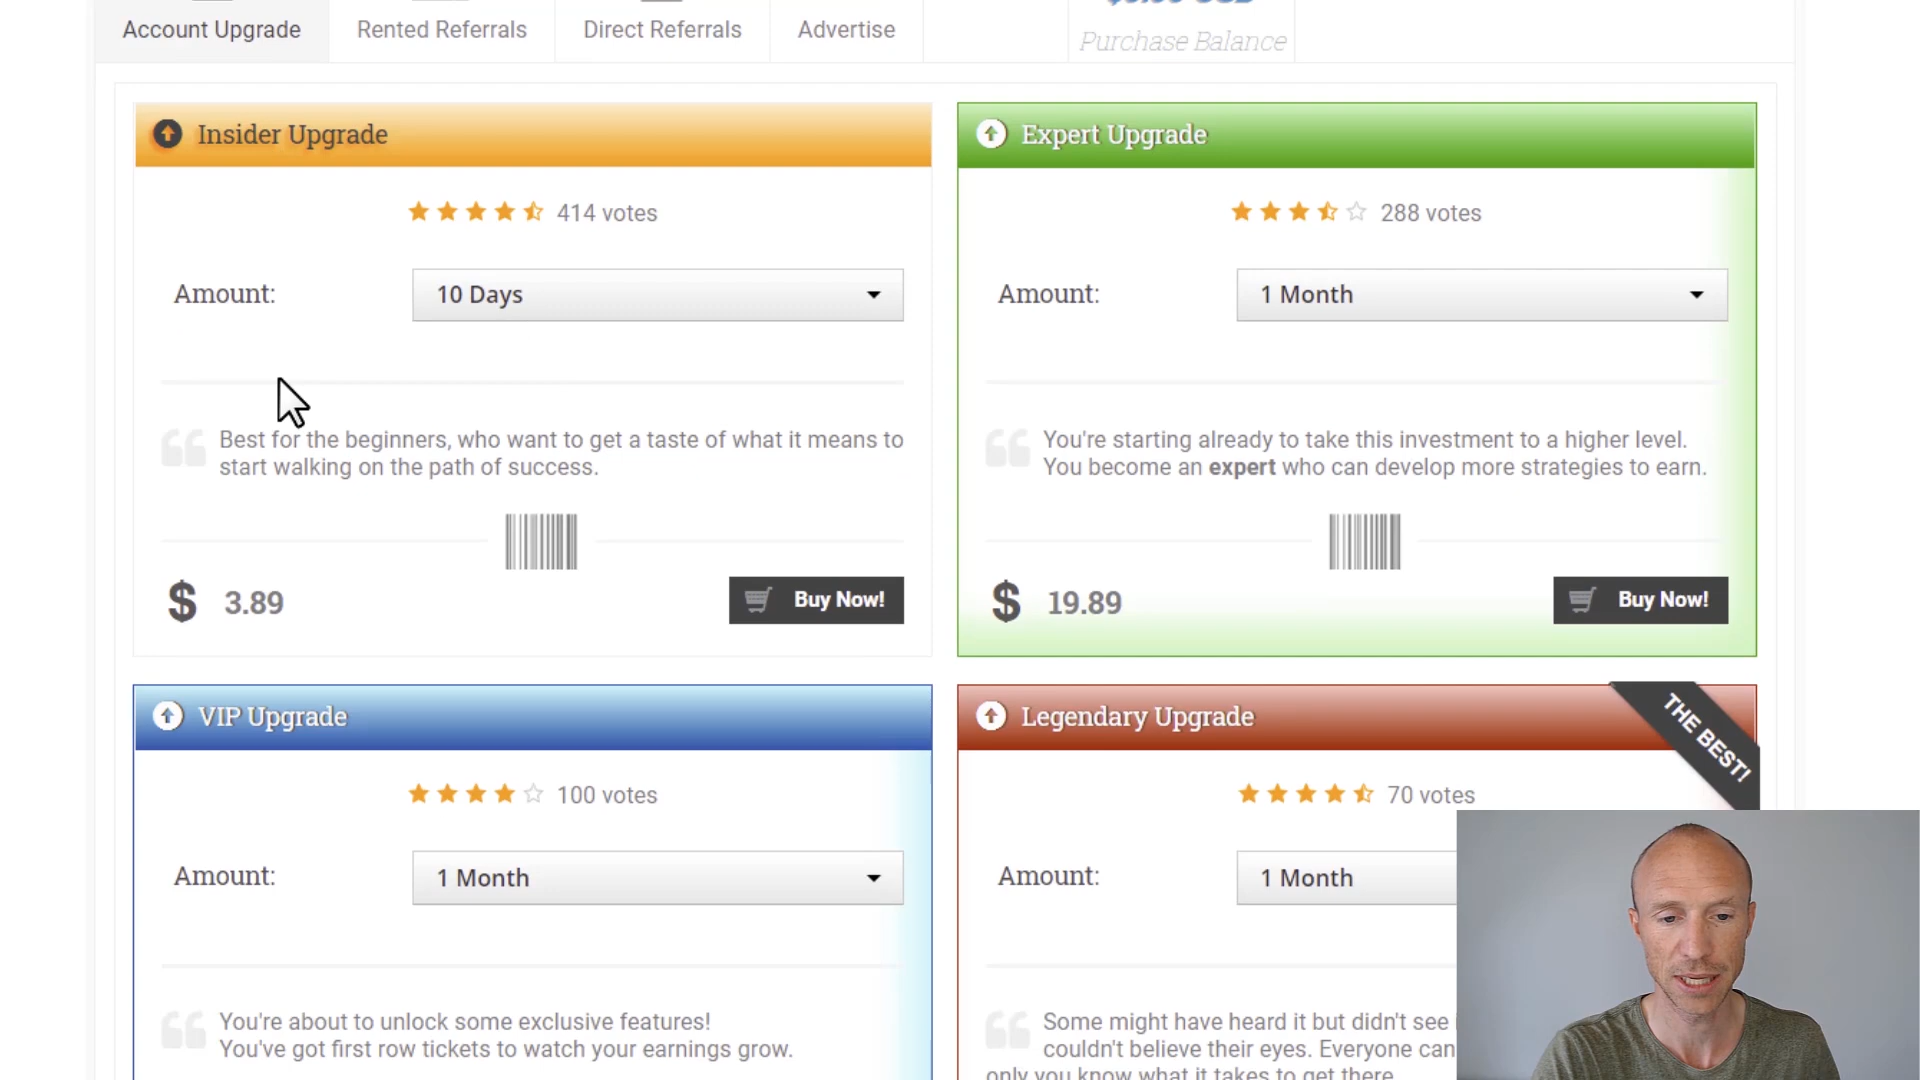 Account Upgrade
Rented Referrals
Direct Referrals
Advertise
Purchase Balance
Insider Upgrade
414 votes
Amount:
10 Days
Best for the beginners, who want to get a taste of what it means to
start walking on the path of success.
$ 3.89
Buy Now!
Expert Upgrade
288 votes
Amount:
1 Month
You're starting already to take this investment to a higher level.
You become an expert who can develop more strategies to earn.
$ 19.89
Buy Now!
VIP Upgrade
100 votes
Amount:
1 Month
You're about to unlock some exclusive features!
You've got first row tickets to watch your earnings grow.
Legendary Upgrade
THE BEST!
70 votes
Amount:
1 Month
Some might have heard it but didn't see
couldn't believe their eyes. Everyone can
only you know what it takes to get there